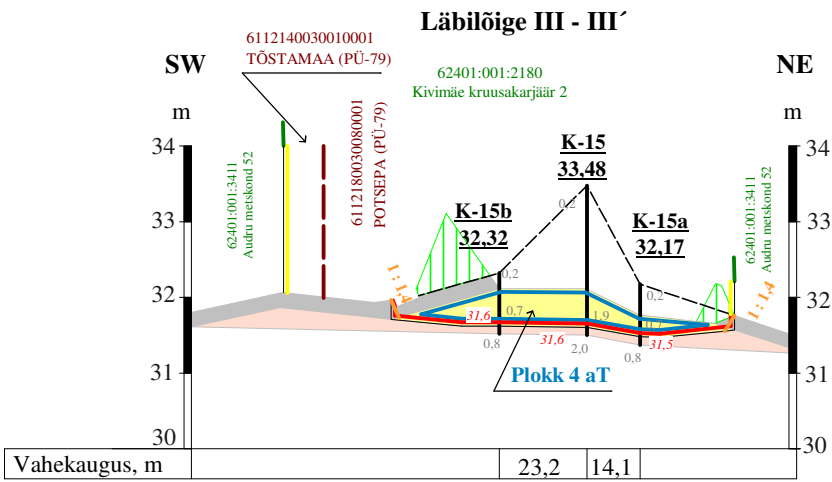 Läbilõige III - III´
6112140030010001
TÕSTAMAA (PÜ-79)
SW
NE
62401:001:2180
Kivimäe kruusakarjäär 2
m
m
34
33
32
31
30
34
33
32
31
30
62401:001:3411
Audru metskond 52
6112180030080001
POTSEPA (PÜ-79)
K-15
33,48
K-15b
32,32
K-15a
32,17
62401:001:3411
Audru metskond 52
0,2
0,2
0,2
1 : 1,4
1 : 1,4
31,6
0,7
1,9
0,7
31,6
31,5
0,8
2,0
0,8
Plokk 4 aT
Vahekaugus, m
23,2
14,1